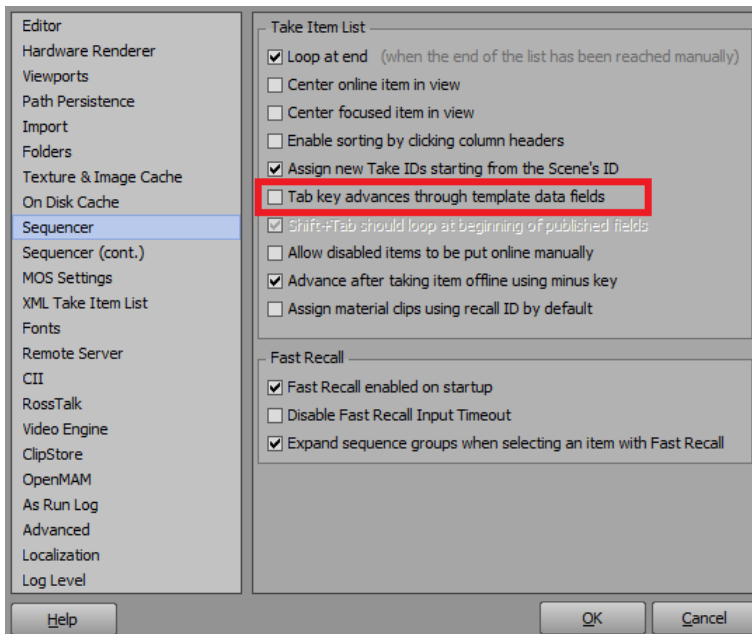 Editor
Hardware Renderer
Viewports
Path Persistence
Import
Folders
Texture & Image Cache
On Disk Cache
Sequencer
Sequencer (cont.)
MOS Settings
XML Take Item List
Fonts
Remote Server
CII
RossTalk
Video Engine
ClipStore
OpenMAM
As Run Log
Advanced
Localization
Log Level
Take Item List
Loop at end (when the end of the list has been reached manually)
Center online item in view
Center focused item in view
Enable sorting by clicking column headers
Assign new Take IDs starting from the Scene's ID
Tab key advances through template data fields
Shift+Tab should loop at beginning of published fields
Allow disabled items to be put online manually
Advance after taking item offline using minus key
Assign material clips using recall ID by default
Fast Recall
Fast Recall enabled on startup
Disable Fast Recall Input Timeout
Expand sequence groups when selecting an item with Fast Recall
Help
OK
Cancel